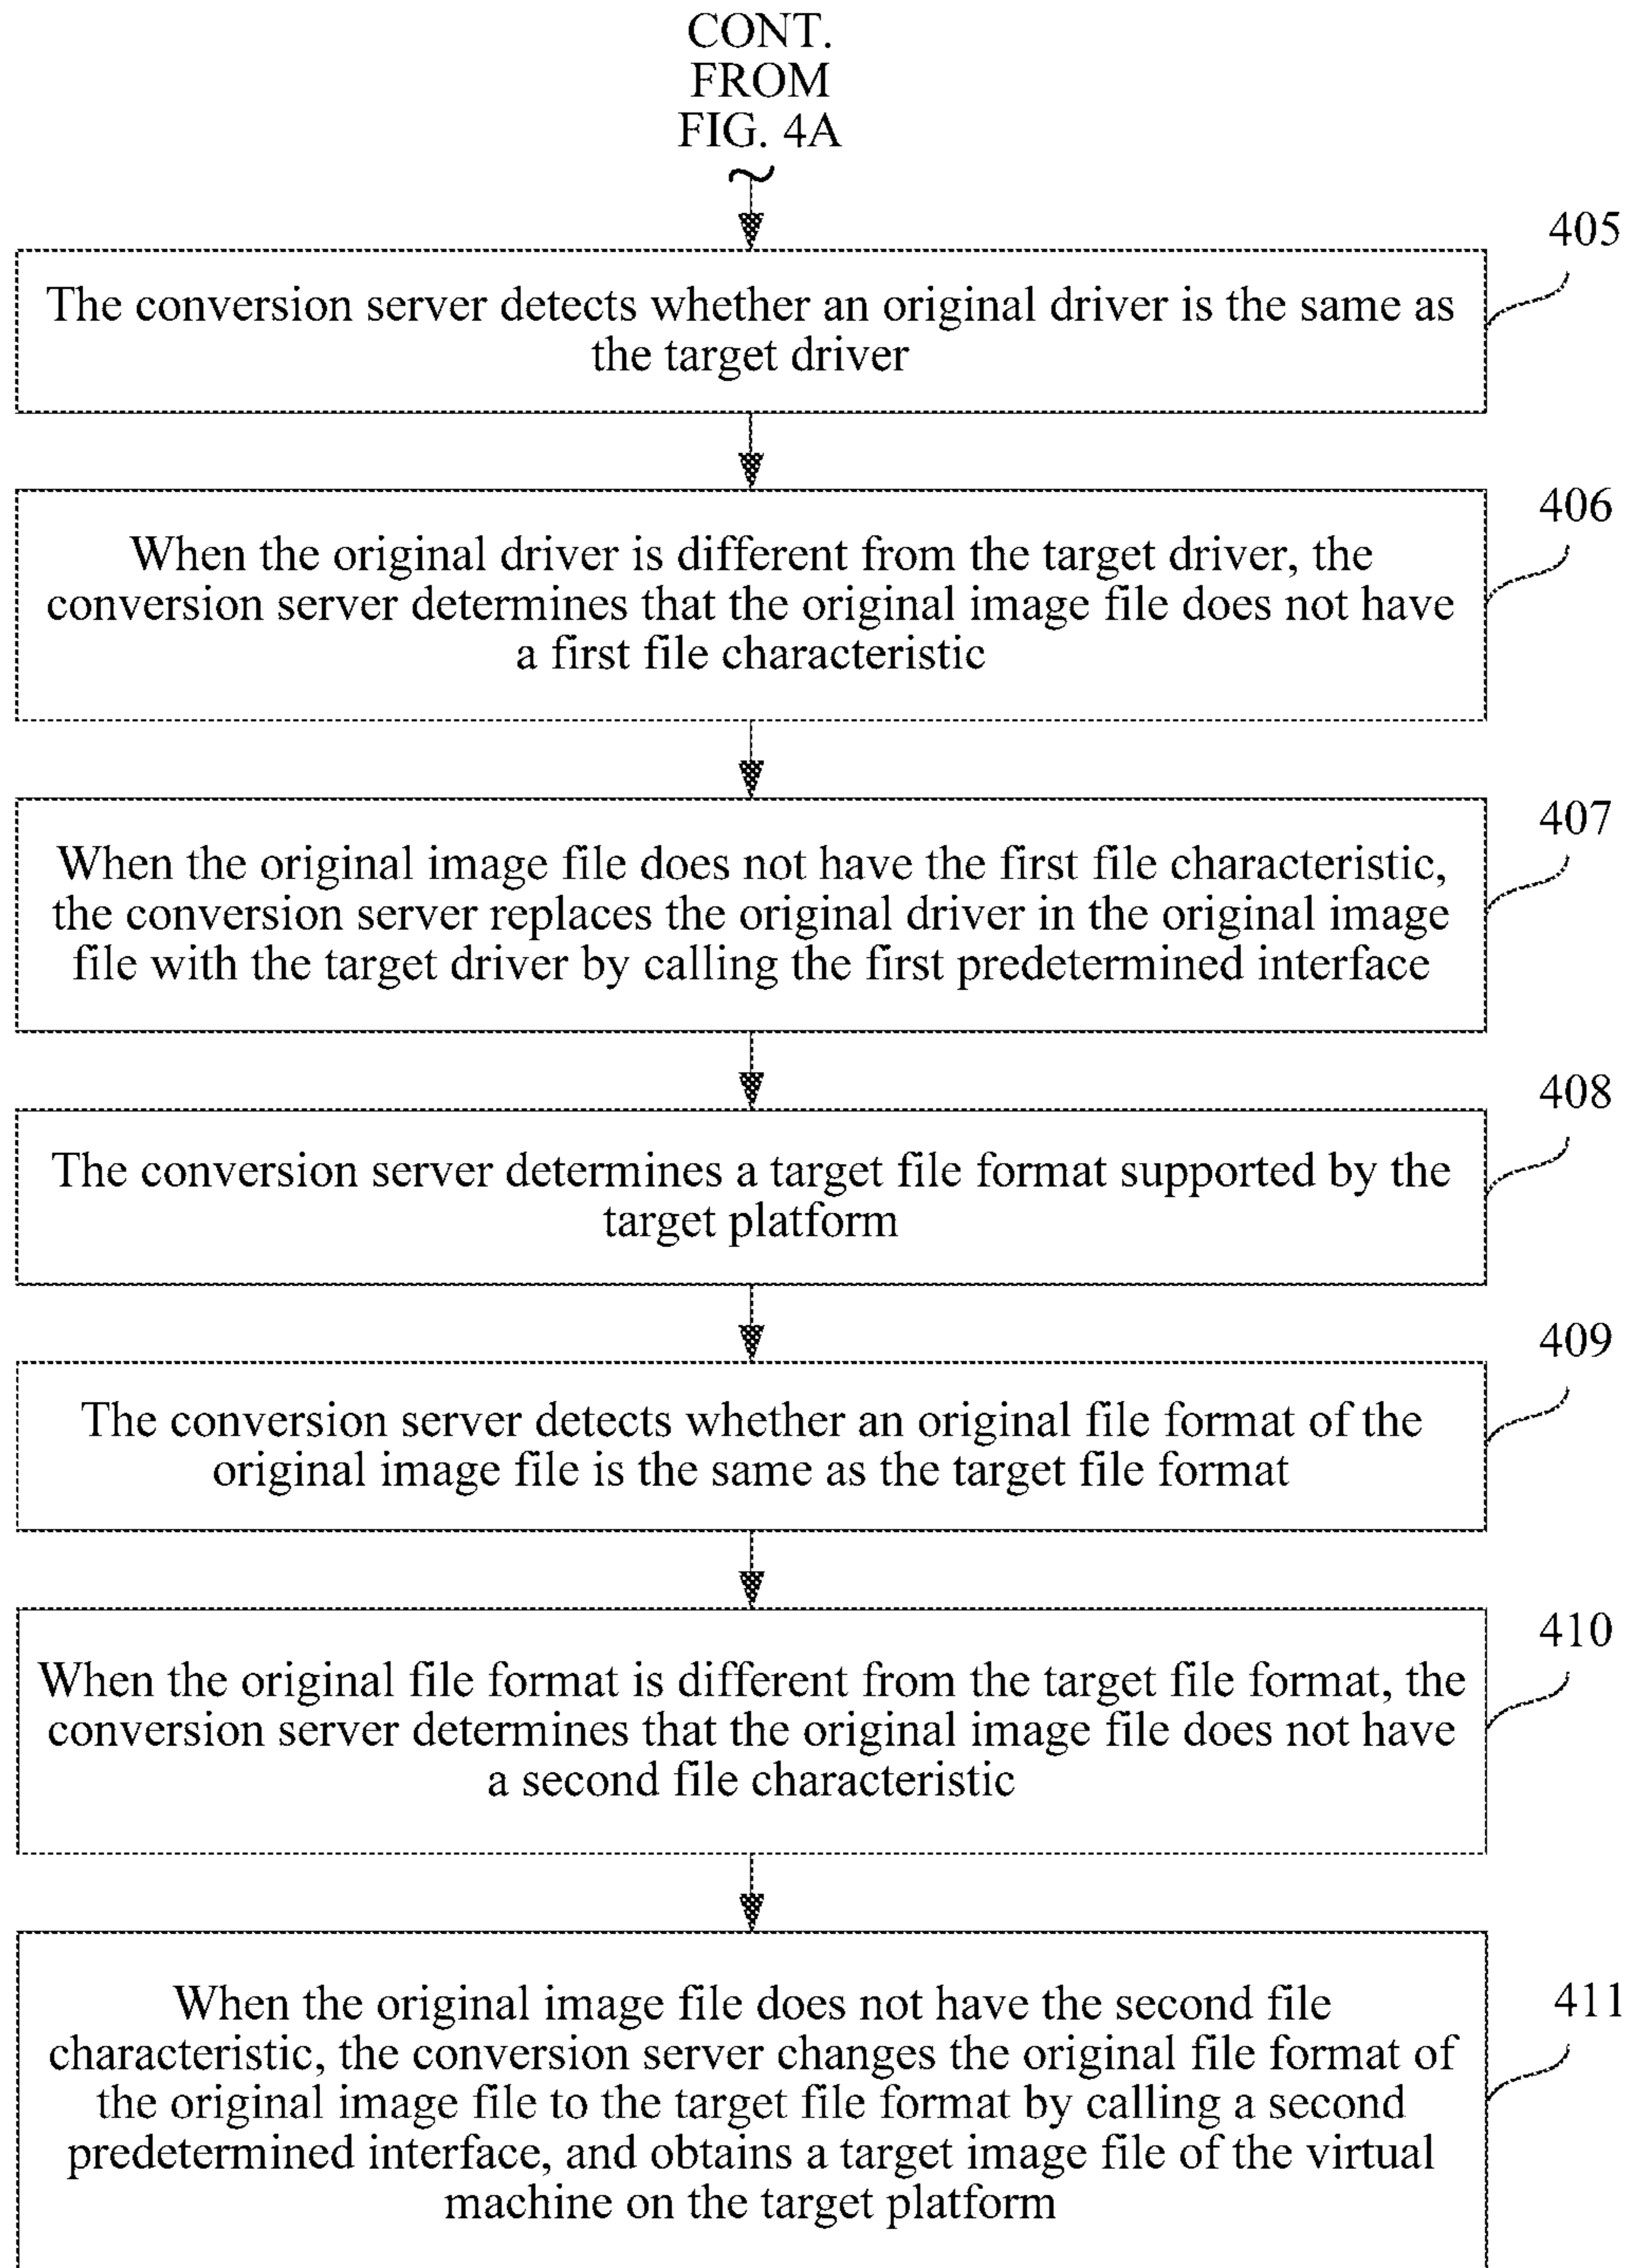 CONT.
FROM
FIG. 4A
405
The conversion server detects whether an original driver is the same as
the target driver
406
When the original driver is different from the target driver, the
conversion server determines that the original image file does not have
a first file characteristic
407
When the original image file does not have the first file characteristic,
the conversion server replaces the original driver in the original image
file with the target driver by calling the first predetermined interface
408
The conversion server determines a target file format supported by the
target platform
409
The conversion server detects whether an original file format of the
original image file is the same as the target file format
410
When the original file format is different from the target file format, the
conversion server determines that the original image file does not have
a second file characteristic
411
When the original image file does not have the second file
characteristic, the conversion server changes the original file format of
the original image file to the target file format by calling a second
predetermined interface, and obtains a target image file of the virtual
machine on the target platform